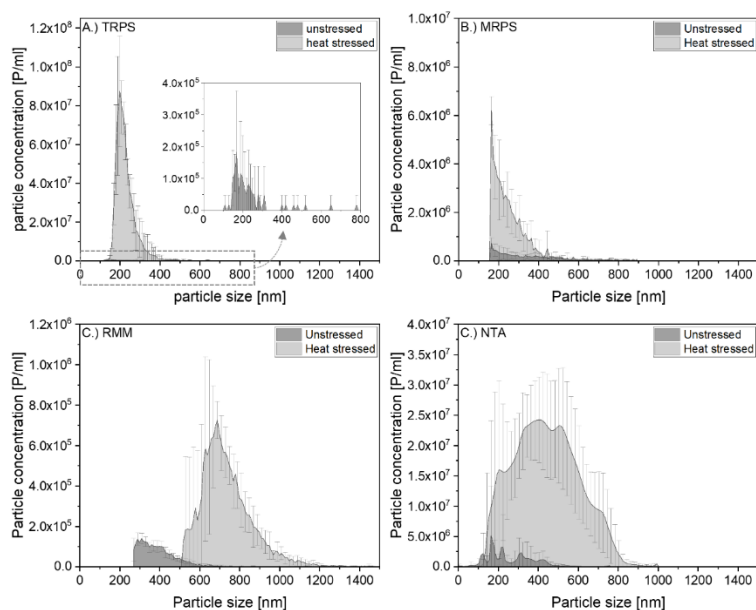 A.) TRPS
unstressed
heat stressed
particle concentration [P/ml]
1.2x10⁸
1.0x10⁸
8.0x10⁷
6.0x10⁷
4.0x10⁷
2.0x10⁷
0.0
0 200 400 600 800 1000 1200 1400
particle size [nm]
4.0x10⁵
3.0x10⁵
2.0x10⁵
1.0x10⁵
0.0
0 200 400 600 800
B.) MRPS
Unstressed
Heat stressed
Particle concentration [P/ml]
8.0x10⁶
6.0x10⁶
4.0x10⁶
2.0x10⁶
0.0
0 100 200 300 400 500 1000 1500
Particle size [nm]
C.) RMM
Unstressed
Heat stressed
Particle concentration [P/ml]
1.2x10⁶
1.0x10⁶
8.0x10⁵
6.0x10⁵
4.0x10⁵
2.0x10⁵
0.0
0 200 400 600 800 1000 1200 1400
Particle size [nm]
C.) NTA
Unstressed
Heat stressed
Particle concentration [P/ml]
4.0x10⁷
3.5x10⁷
3.0x10⁷
2.5x10⁷
2.0x10⁷
1.5x10⁷
1.0x10⁷
5.0x10⁶
0.0
0 200 400 600 800 1000 1200 1400
Particle size [nm]